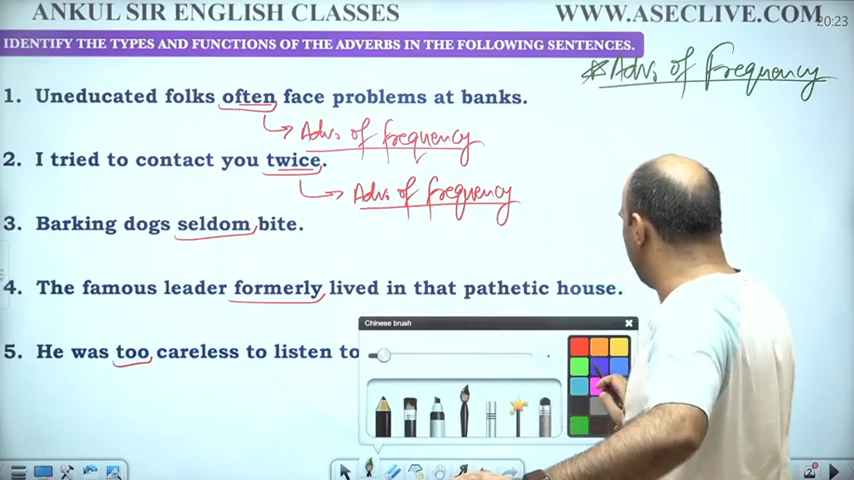 ANKUL SIR ENGLISH CLASSES
WWW.ASECLIVE.COM
20:23
IDENTIFY THE TYPES AND FUNCTIONS OF THE ADVERBS IN THE FOLLOWING SENTENCES.
*Adv. of frequency
1. Uneducated folks often face problems at banks.
Adv. of frequency
2. I tried to contact you twice.
Adv. of frequency
3. Barking dogs seldom bite.
4. The famous leader formerly lived in that pathetic house.
Chinese brush
5. He was too careless to listen to